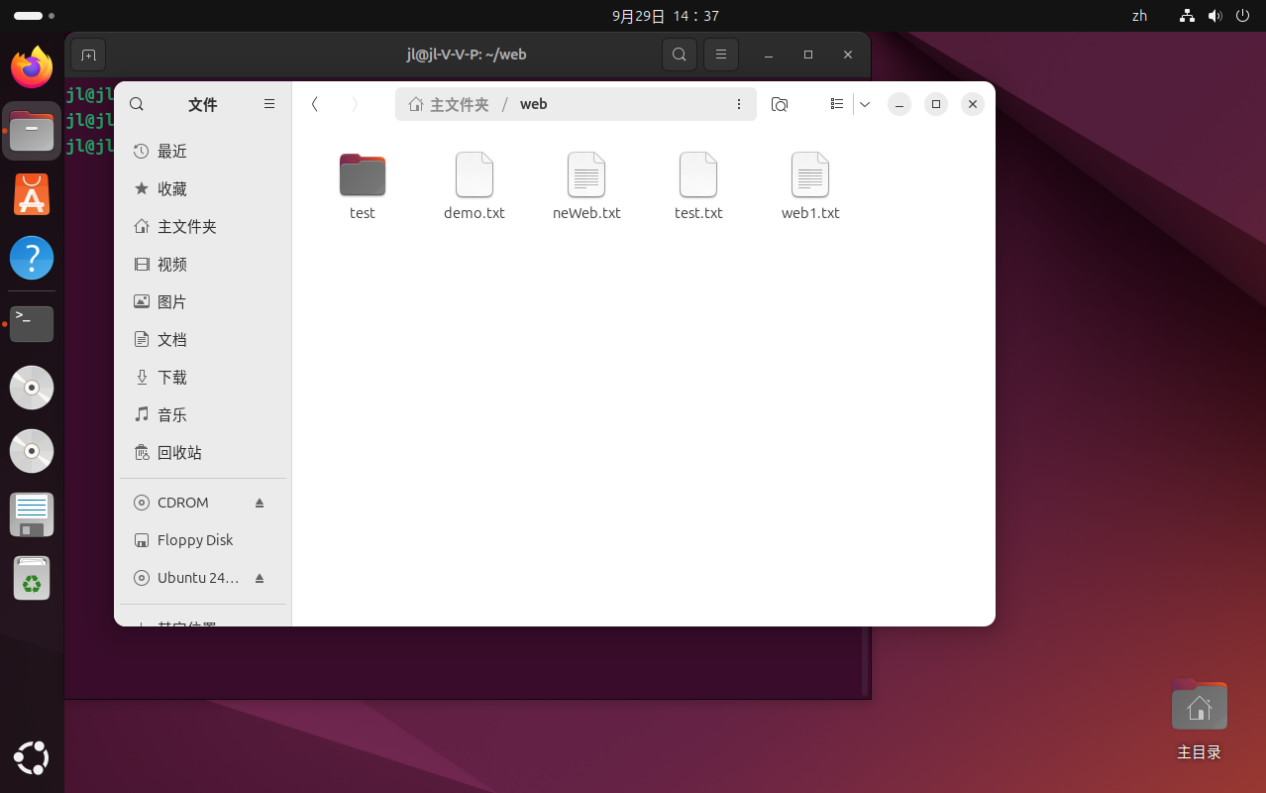 9月29日 14：37
zh
jl@jl-V-V-P: ~/web
jl@jl
jl@jl
jl@jl
文件
主文件夹 / web
最近
收藏
主文件夹
视频
图片
文档
下载
音乐
回收站
CDROM
Floppy Disk
Ubuntu 24…
test
demo.txt
neWeb.txt
test.txt
web1.txt
主目录